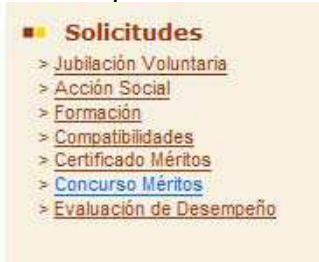 Solicitudes
> Jubilación Voluntaria
> Acción Social
> Formación
> Compatibilidades
> Certificado Méritos
> Concurso Méritos
> Evaluación de Desempeño